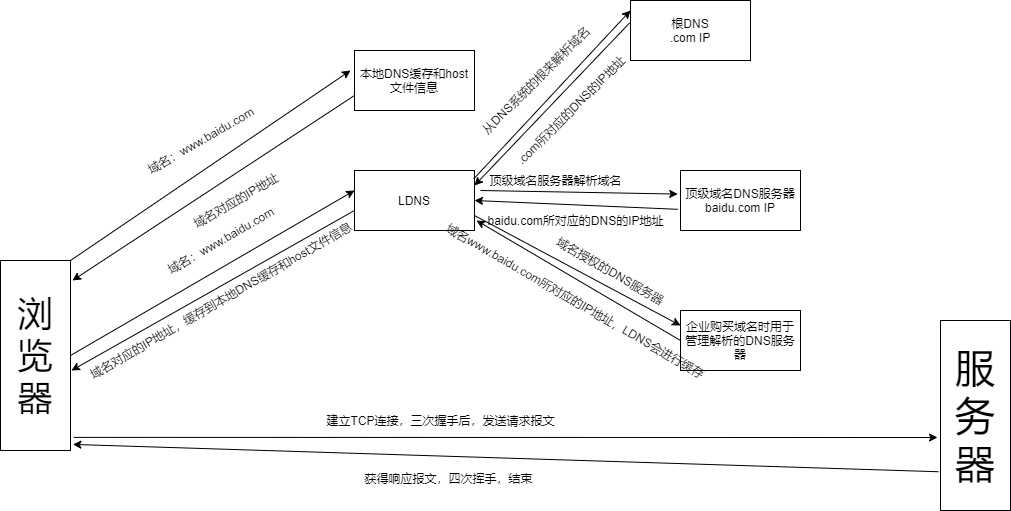 根DNS
.com IP
从DNS系统的根来解析域名
.com所对应的DNS的IP地址
本地DNS缓存和host
文件信息
域名：www.baidu.com
域名对应的IP地址
LDNS
顶级域名服务器解析域名
baidu.com所对应的DNS的IP地址
顶级域名DNS服务器
baidu.com IP
域名：www.baidu.com
域名对应的IP地址，缓存到本地DNS缓存和host文件信息
域名授权的DNS服务器
域名www.baidu.com所对应的IP地址，LDNS会进行缓存
企业购买域名时用于
管理解析的DNS服务
器
浏
览
器
服
务
器
建立TCP连接，三次握手后，发送请求报文
获得响应报文，四次挥手，结束